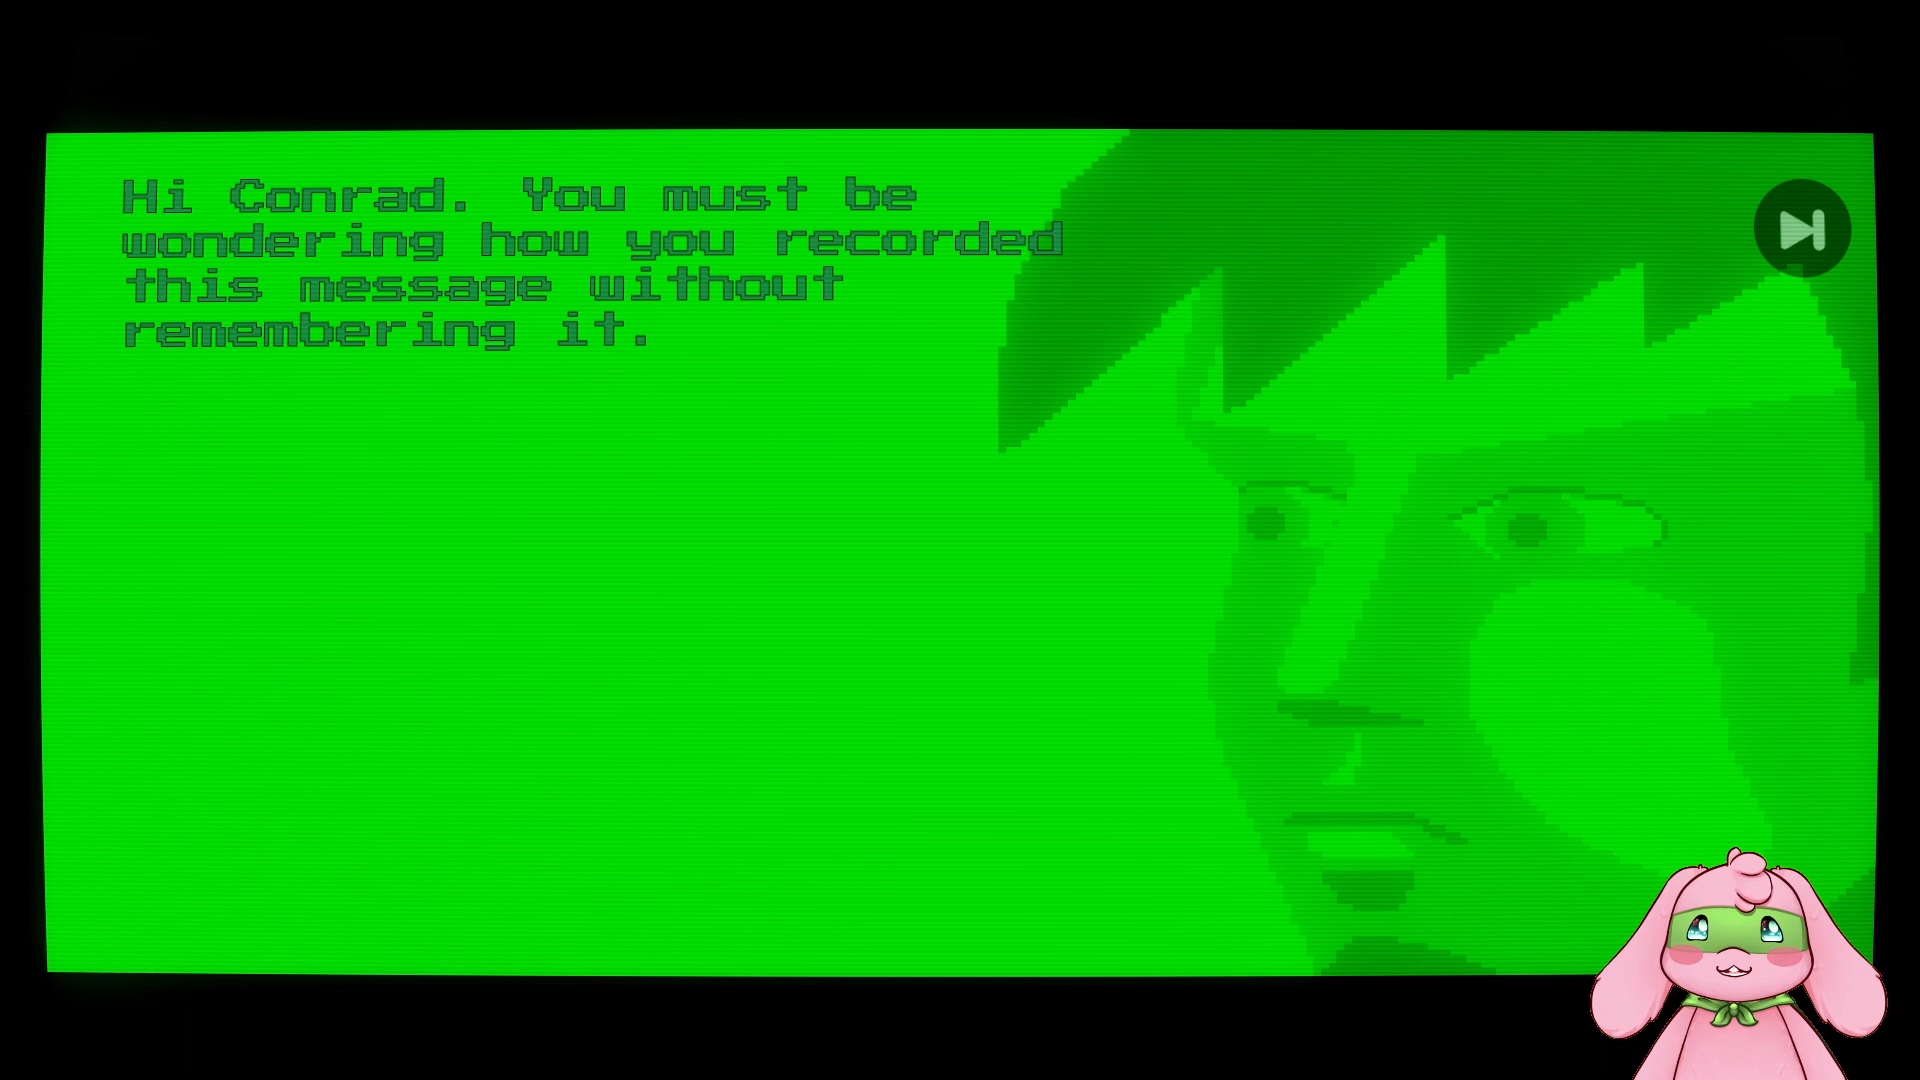 Hi Conrad. You must be
wondering how you recorded
this message without
remembering it.